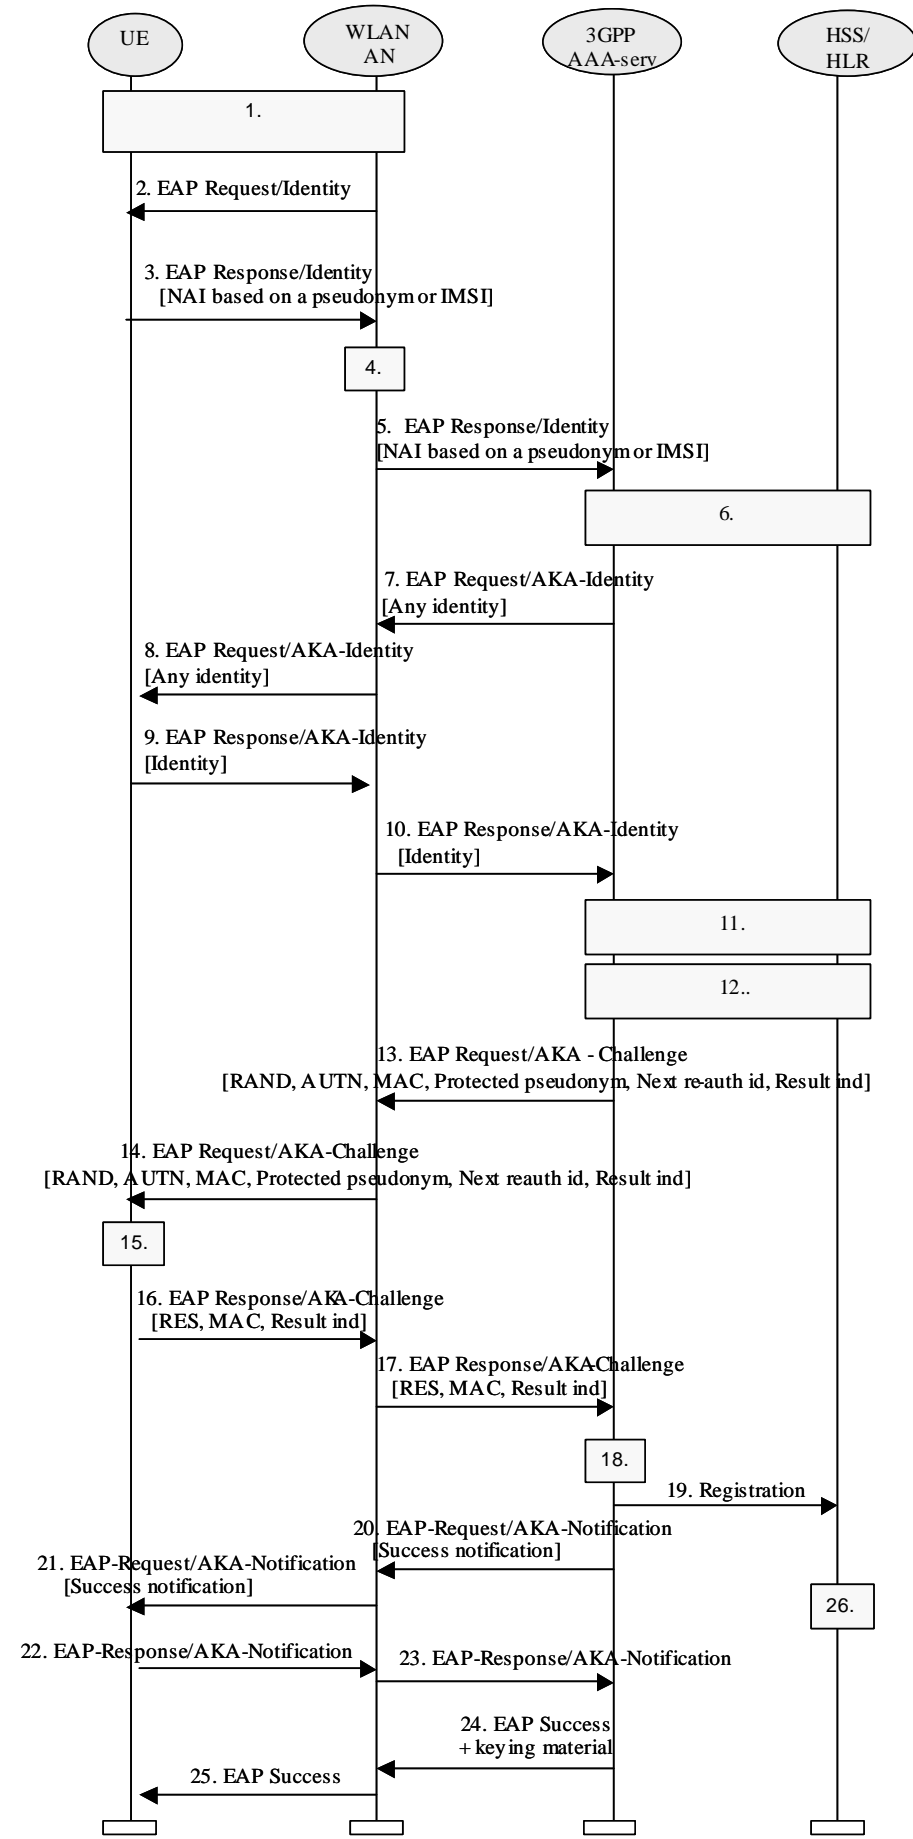 UE
WLAN
AN
3GPP
AAA-serv
HSS/
HLR
1.
2. EAP Request/Identity
3. EAP Response/Identity
[NAI based on a pseudonym or IMSI]
4.
5. EAP Response/Identity
[NAI based on a pseudonym or IMSI]
6.
7. EAP Request/AKA-Identity
[Any identity]
8. EAP Request/AKA-Identity
[Any identity]
9. EAP Response/AKA-Identity
[Identity]
10. EAP Response/AKA-Identity
[Identity]
11.
12..
13. EAP Request/AKA - Challenge
[RAND, AUTN, MAC, Protected pseudonym, Next re-auth id, Result ind]
14. EAP Request/AKA-Challenge
[RAND, AUTN, MAC, Protected pseudonym, Next reauth id, Result ind]
15.
16. EAP Response/AKA-Challenge
[RES, MAC, Result ind]
17. EAP Response/AKA-Challenge
[RES, MAC, Result ind]
18.
19. Registration
20. EAP-Request/AKA-Notification
[Success notification]
21. EAP-Request/AKA-Notification
[Success notification]
26.
22. EAP-Response/AKA-Notification
23. EAP-Response/AKA-Notification
24. EAP Success
+ keying material
25. EAP Success